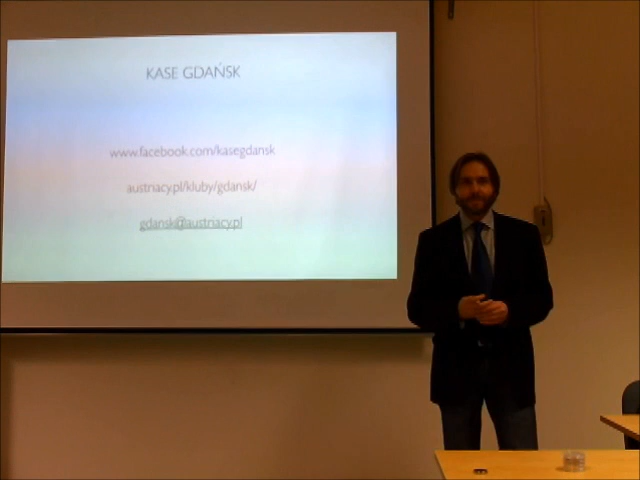 KASE GDAŃSK
www.facebook.com/kasegdansk
austriacy.pl/kluby/gdansk/
gdansk@austriacy.pl